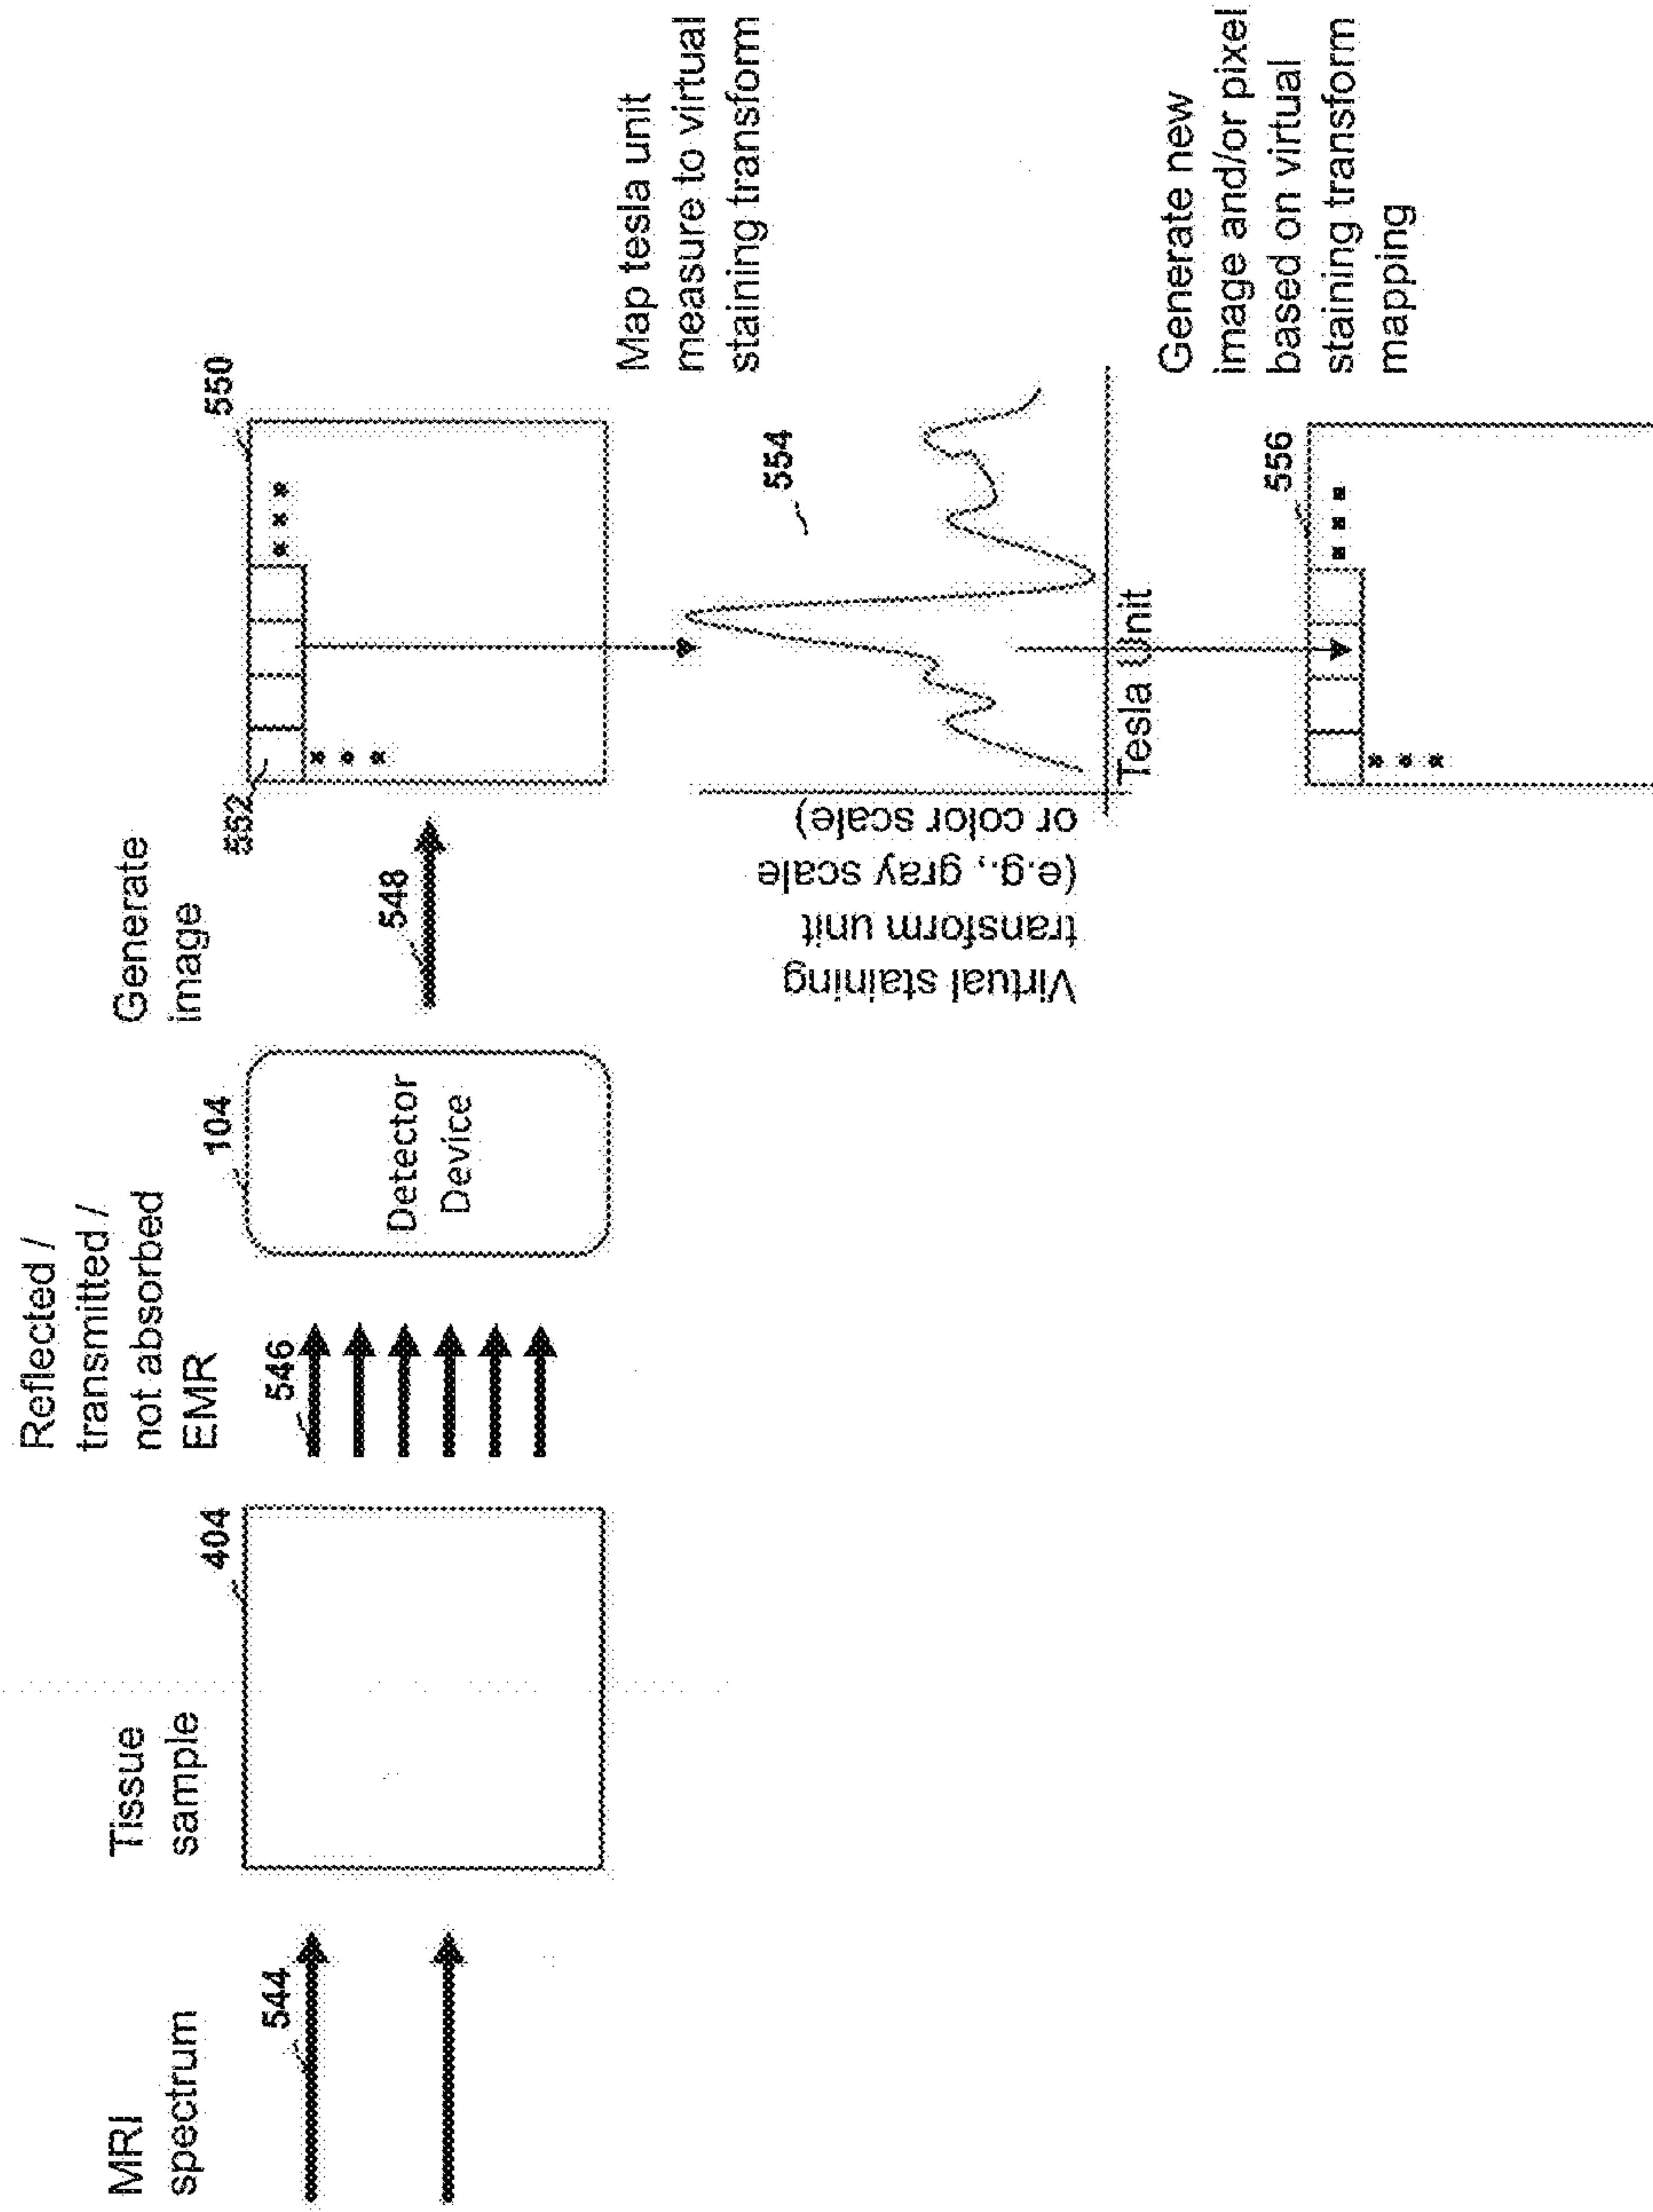 MRI
spectrum
544
Tissue
sample
404
Reflected /
transmitted /
not absorbed
EMR
546
104
Detector
Device
Generate
image
548
550
552
Map tesla unit
measure to virtual
staining transform
554
Virtual staining
transform unit
(e.g., gray scale
or color scale)
Tesla Unit
Generate new
image and/or pixel
based on virtual
staining transform
mapping
556